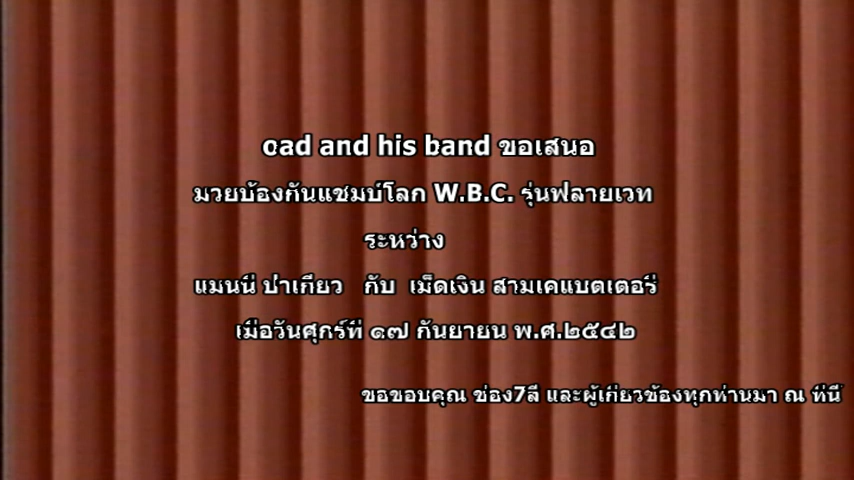 oad and his band ขอเสนอ
มวยป้องกันแชมป์โลก W.B.C. รุ่นฟลายเวท
ระหว่าง
แมนนี่ ปาเกียว กับ เม็ดเงิน สามเคแบตเตอรี่
เมื่อวันศุกร์ที่ ๑๗ กันยายน พ.ศ.๒๕๔๒
ขอขอบคุณ ช่อง7สี และผู้เกี่ยวข้องทุกท่านมา ณ ที่นี้